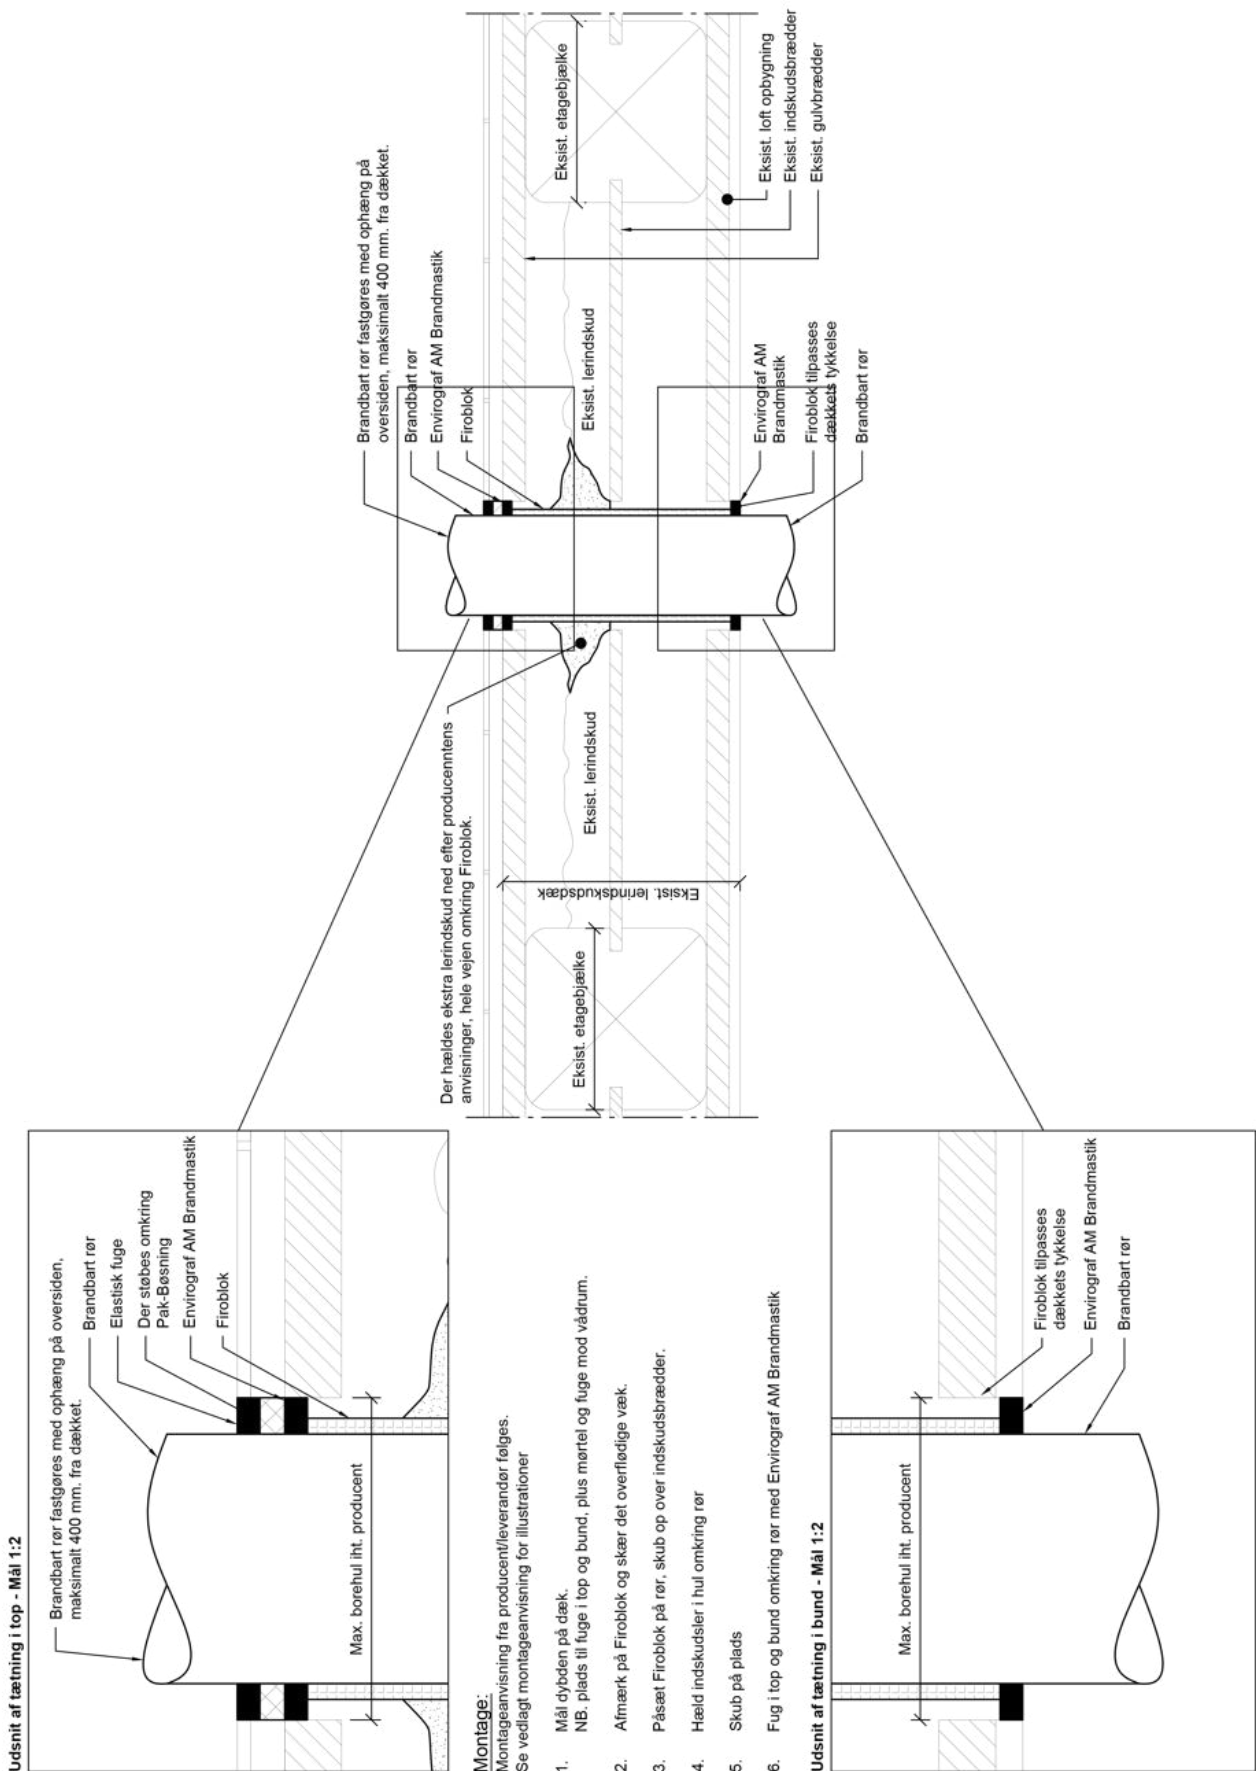 Udsnit af tætning i top - Mål 1:2
Brandbart rør fastgøres med ophæng på oversiden,
maksimalt 400 mm. fra dækket.
Brandbart rør
Elastisk fuge
Der støbes omkring
Pak-Bøsning
Envirograf AM Brandmastik
Firoblok
Max. borehul iht. producent
Montage:
Montageanvisning fra producent/leverandør følges.
Se vedlagt montageanvisning for illustrationer
1. Mål dybden på dæk.
NB. plads til fuge i top og bund, plus mørtel og fuge mod vådrum.
2. Afmærk på Firoblok og skær det overflødige væk.
3. Påsæt Firoblok på rør, skub op over indskudsbrædder.
4. Hæld indskudsler i hul omkring rør
5. Skub på plads
6. Fug i top og bund omkring rør med Envirograf AM Brandmastik
Udsnit af tætning i bund - Mål 1:2
Max. borehul iht. producent
Firoblok tilpasses
dækkets tykkelse
Envirograf AM Brandmastik
Brandbart rør
Brandbart rør fastgøres med ophæng på
oversiden, maksimalt 400 mm. fra dækket.
Brandbart rør
Envirograf AM Brandmastik
Firoblok
Der hældes ekstra lerindskud ned efter producenntens
anvisninger, hele vejen omkring Firoblok.
Eksist. etagebjælke
Eksist. lerindskudsdæk
Eksist. lerindskud
Eksist. lerindskud
Eksist. etagebjælke
Envirograf AM
Brandmastik
Firoblok tilpasses
dækkets tykkelse
Brandbart rør
Eksist. loft opbygning
Eksist. indskudsbrædder
Eksist. gulvbrædder